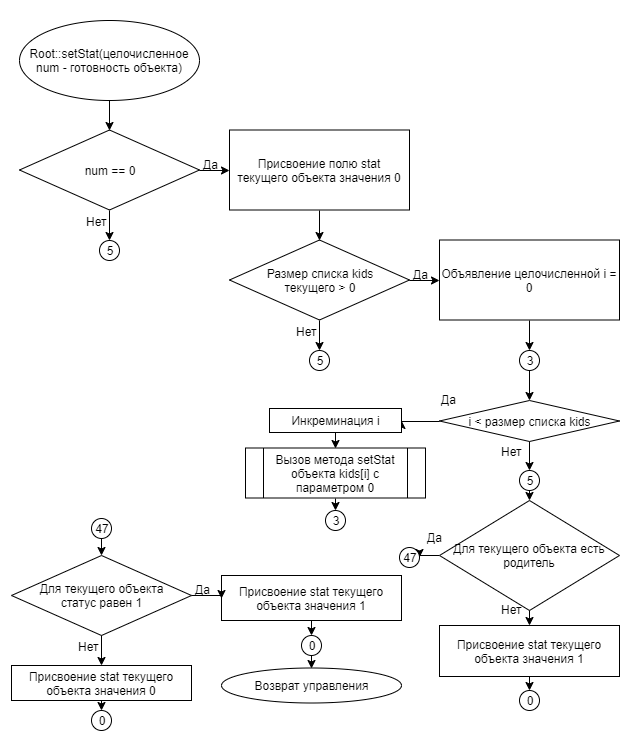 Root::setStat(целочисленное
num - готовность объекта)
num == 0
Да
Присвоение полю stat
текущего объекта значения 0
Нет
5
Размер списка kids
текущего > 0
Да
Объявление целочисленной i =
0
Нет
5
3
Да
i < размер списка kids
Инкреминация i
Нет
Вызов метода setStat
объекта kids[i] с
параметром 0
5
3
47
Да
Для текущего объекта есть
родитель
47
Для текущего объекта
статус равен 1
Да
Присвоение stat текущего
объекта значения 1
Нет
Присвоение stat текущего
объекта значения 1
Нет
0
Присвоение stat текущего
объекта значения 0
Возврат управления
0
0